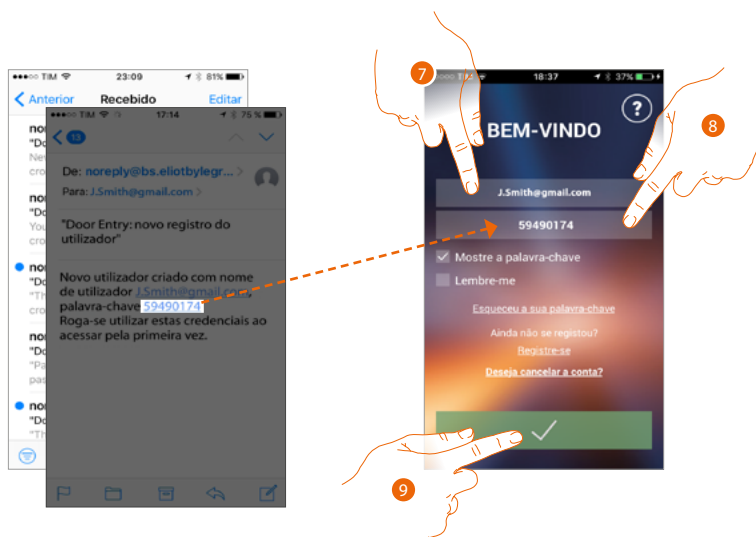 TIM 23:09 81%
Anterior Recebido Editar
TIM 17:14 75 %
13
De: noreply@bs.eliotbylegr...
Para: J.Smith@gmail.com
"Door Entry: novo registro do
utilizador"
Novo utilizador criado com nome
de utilizador J.Smith@gmail.com,
palavra-chave 59490174
Roga-se utilizar estas credenciais ao
acessar pela primeira vez.
7
TIM 18:37 37%
?
BEM-VINDO
8
J.Smith@gmail.com
59490174
Mostre a palavra-chave
Lembre-me
Esqueceu a sua palavra-chave
Ainda não se registou?
Registre-se
Deseja cancelar a conta?
9